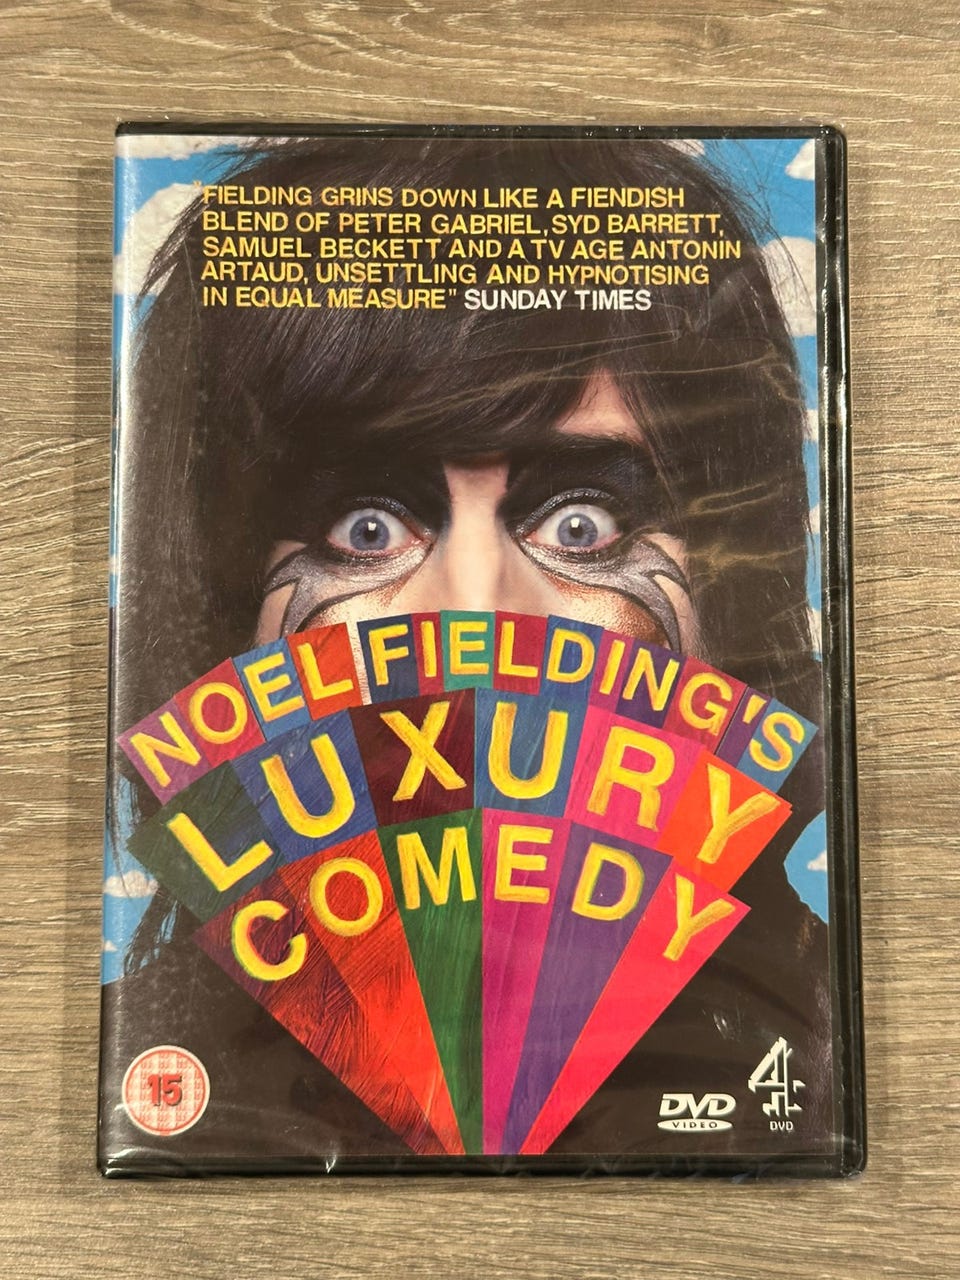 "FIELDING GRINS DOWN LIKE A FIENDISH
BLEND OF PETER GABRIEL, SYD BARRETT,
SAMUEL BECKETT AND A TV AGE ANTONIN
ARTAUD, UNSETTLING AND HYPNOTISING
IN EQUAL MEASURE" SUNDAY TIMES
NOEL FIELDING'S
LUXURY
COMEDY
15
DVD
VIDEO
4
DVD